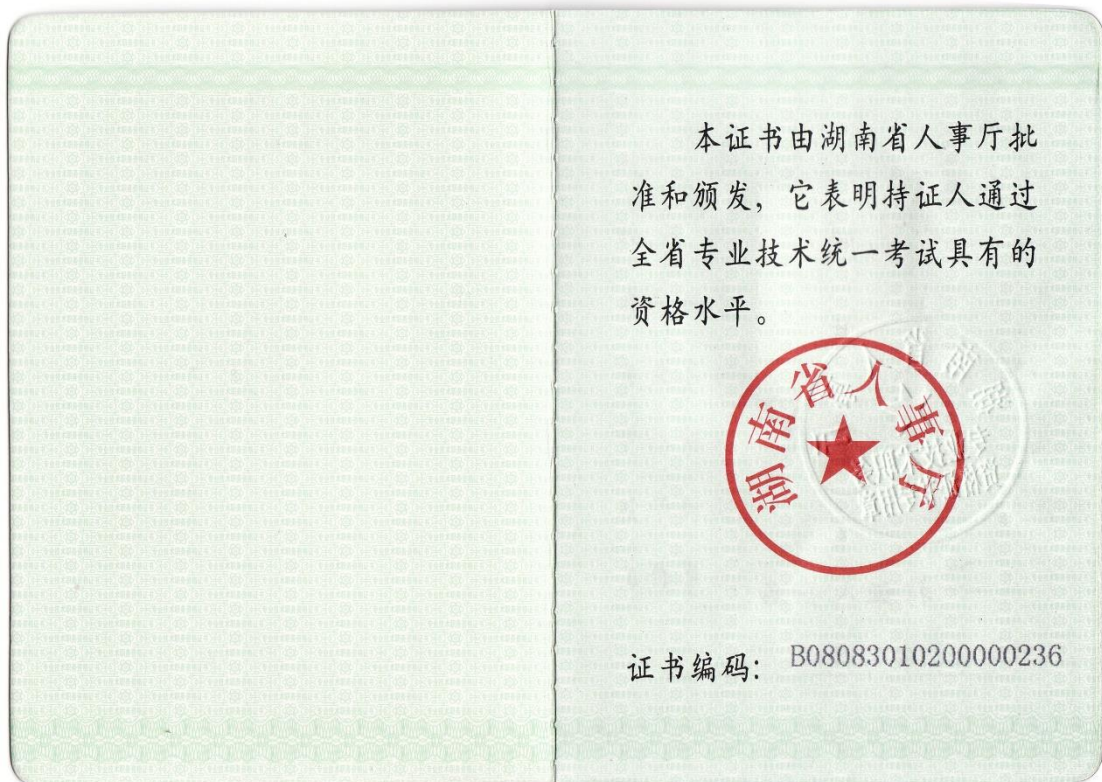 本证书由湖南省人事厅批
准和颁发，它表明持证人通过
全省专业技术统一考试具有的
资格水平。
湖南省人事厅
证书编码：B08083010200000236